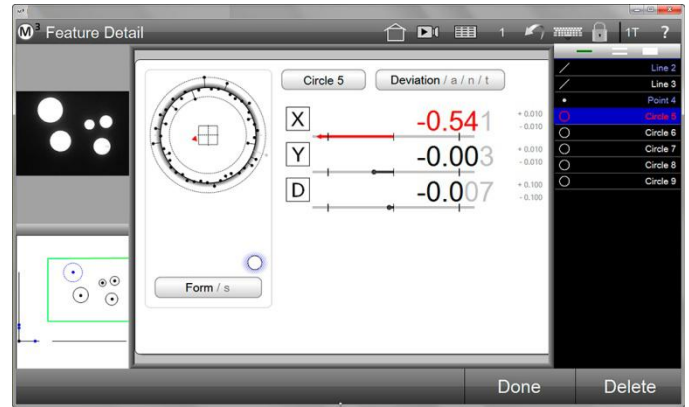 M³ Feature Detail
1
1T
?
Circle 5
Deviation / a / n / t
X
-0.541
+ 0.010
- 0.010
Y
-0.003
+ 0.010
- 0.010
D
-0.007
+ 0.100
- 0.100
Form / s
Line 2
Line 3
Point 4
Circle 5
Circle 6
Circle 7
Circle 8
Circle 9
Done
Delete